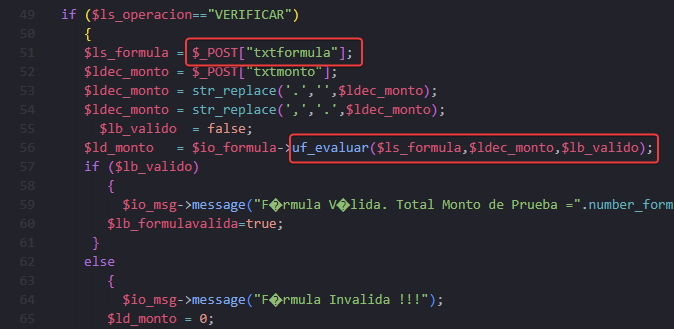 49 if ($ls_operacion=="VERIFICAR")
50 {
51 $ls_formula = $_POST["txtformula"];
52 $ldec_monto = $_POST["txtmonto"];
53 $ldec_monto = str_replace('.','',$ldec_monto);
54 $ldec_monto = str_replace(',','.',$ldec_monto);
55 $lb_valido = false;
56 $ld_monto = $io_formula->uf_evaluar($ls_formula,$ldec_monto,$lb_valido);
57 if ($lb_valido)
58 {
59 $io_msg->message("F�rmula V�lida. Total Monto de Prueba =".number_form
60 $lb_formulavalida=true;
61 }
62 else
63 {
64 $io_msg->message("F�rmula Invalida !!!");
65 $ld_monto = 0;